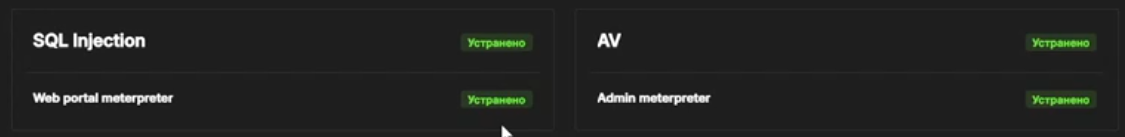 SQL Injection
Устранено
Web portal meterpreter
Устранено
AV
Устранено
Admin meterpreter
Устранено